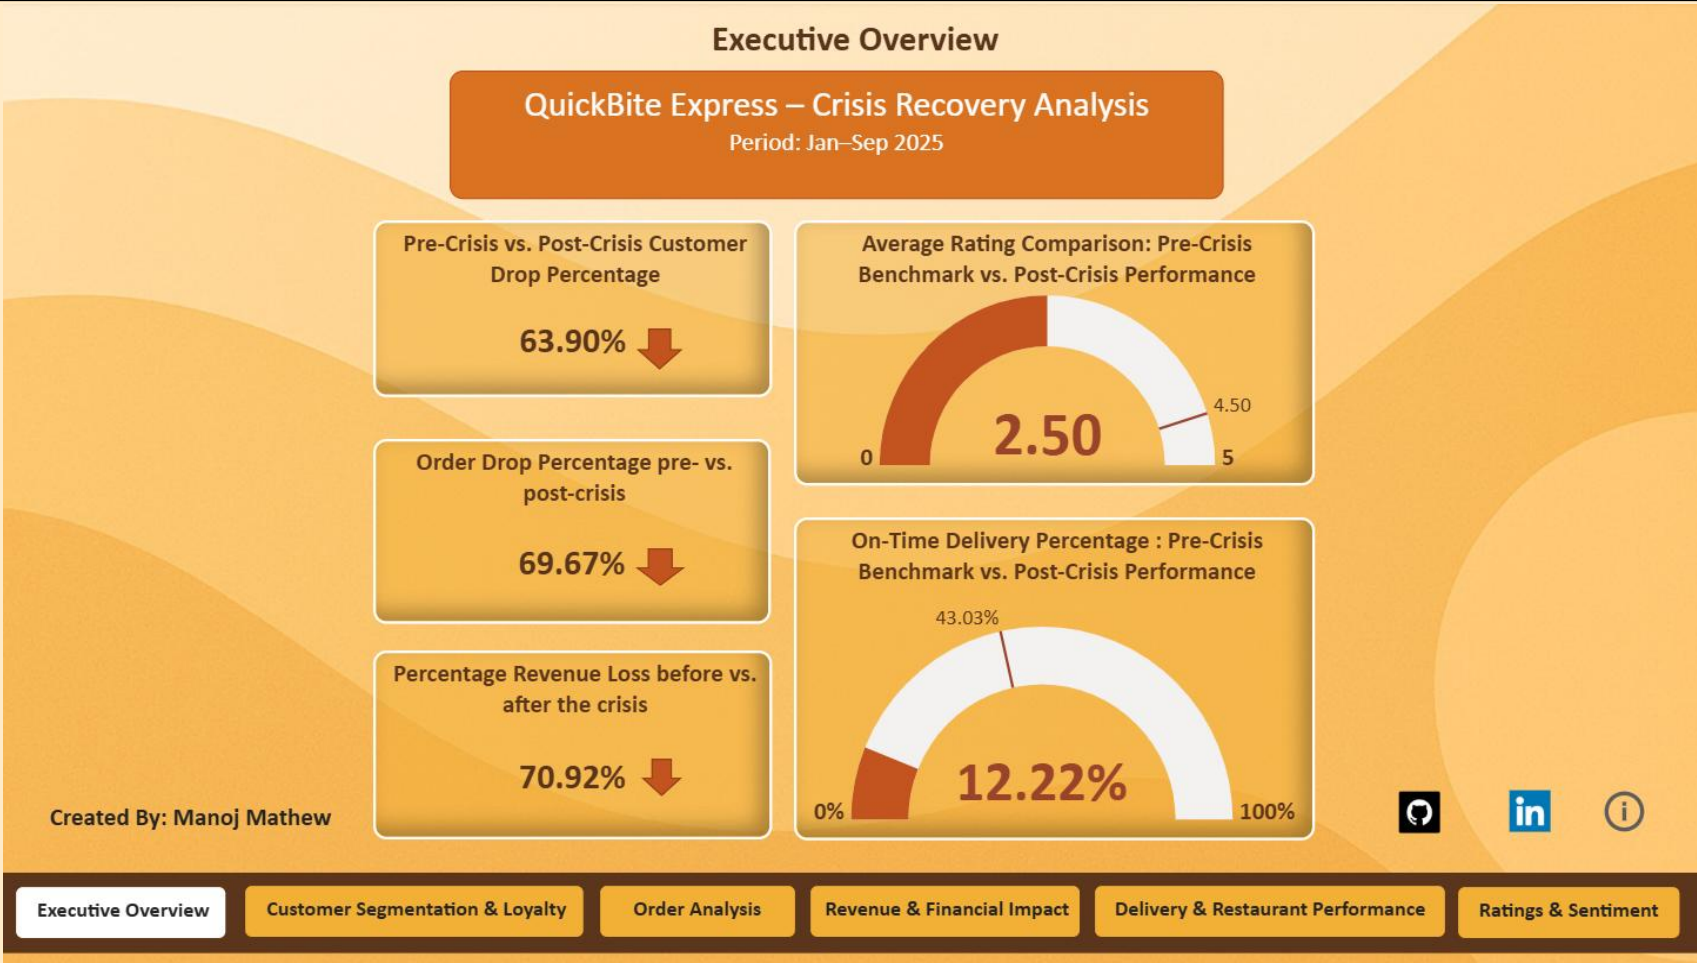 Executive Overview
QuickBite Express – Crisis Recovery Analysis
Period: Jan–Sep 2025
Pre-Crisis vs. Post-Crisis Customer
Drop Percentage
63.90%
Order Drop Percentage pre- vs.
post-crisis
69.67%
Percentage Revenue Loss before vs.
after the crisis
70.92%
Average Rating Comparison: Pre-Crisis
Benchmark vs. Post-Crisis Performance
4.50
2.50
0
5
On-Time Delivery Percentage : Pre-Crisis
Benchmark vs. Post-Crisis Performance
43.03%
12.22%
0%
100%
Created By: Manoj Mathew
in
i
Executive Overview
Customer Segmentation & Loyalty
Order Analysis
Revenue & Financial Impact
Delivery & Restaurant Performance
Ratings & Sentiment